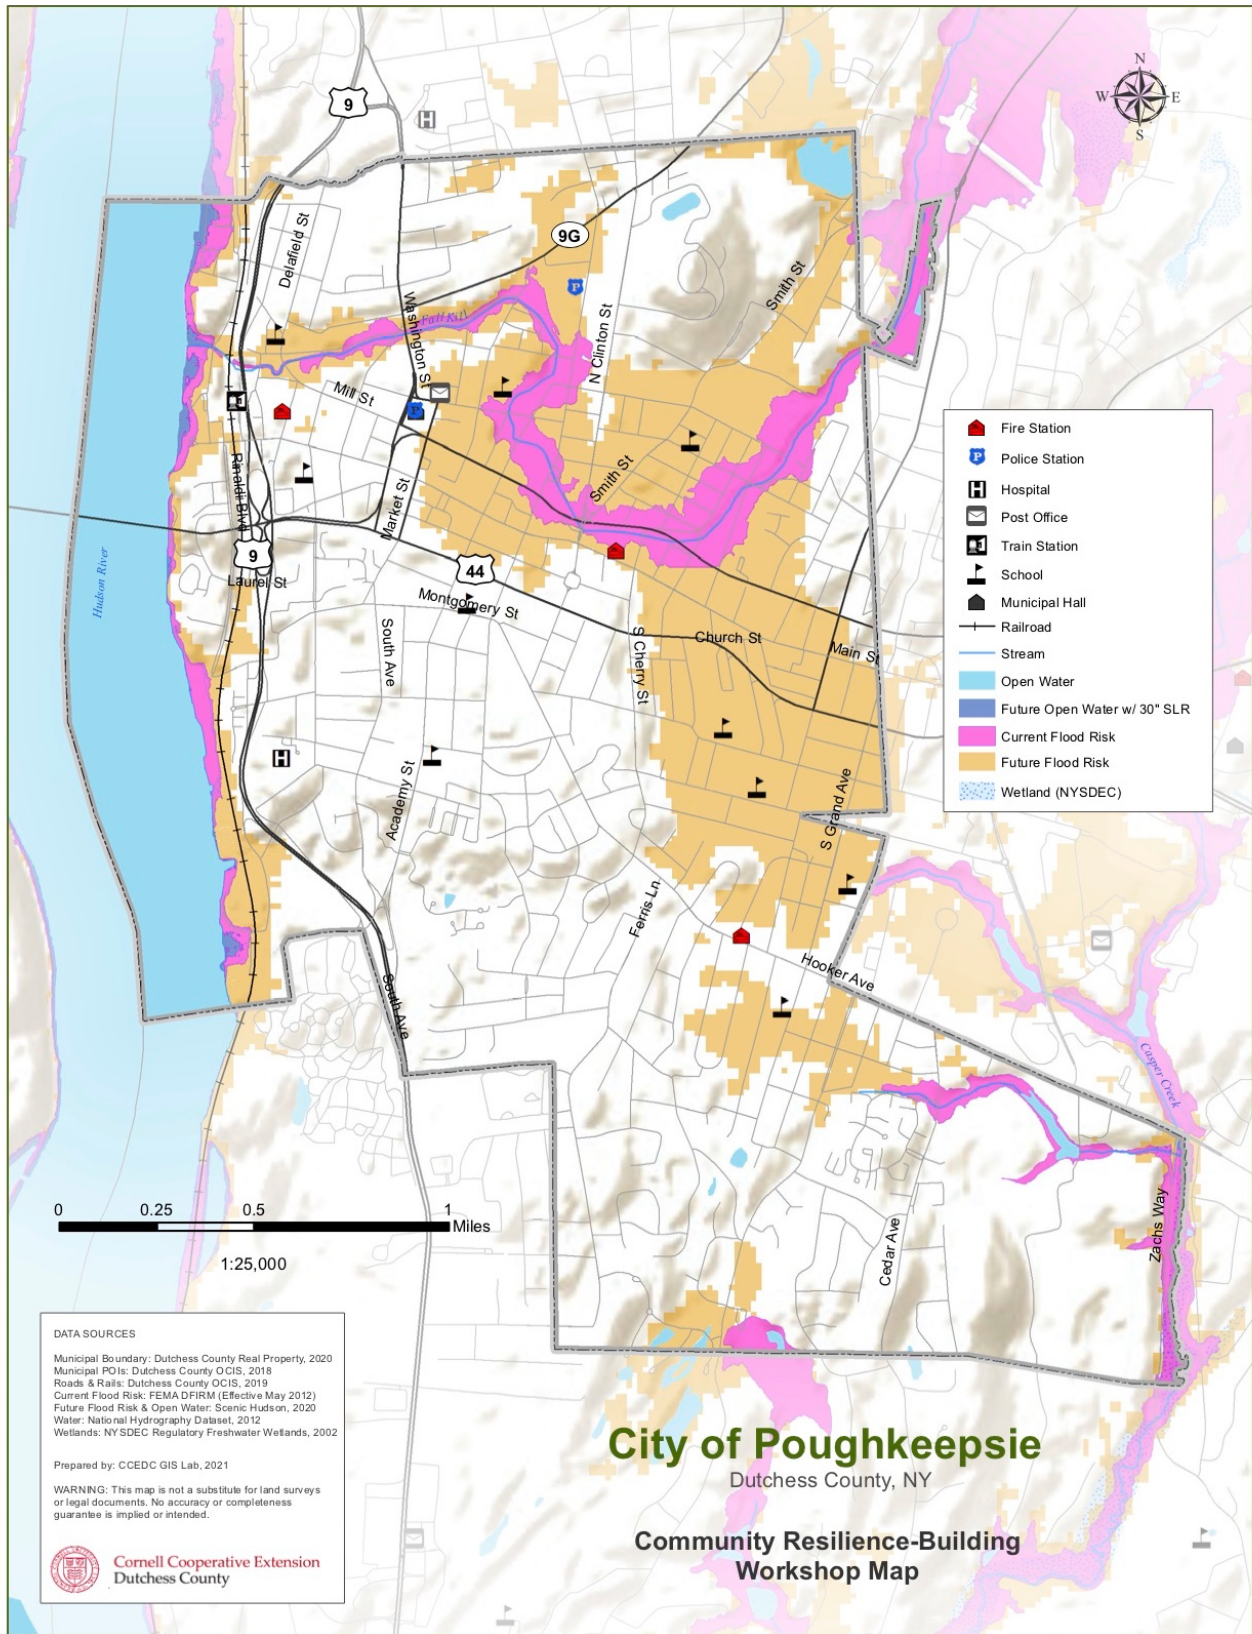 N
W
E
S
9
H
9G
Delafield St
Washington St
Fall Kill
P
N Clinton St
Smith St
Mill St
P
Smith St
Rinaldi Blvd
Market St
9
44
Hudson River
Laurel St
Montgomery St
South Ave
S Cherry St
Church St
Main St
H
Academy St
S Grand Ave
Ferris Ln
Hooker Ave
South Ave
Casper Creek
Cedar Ave
Zachs Way
Fire Station
P
Police Station
H
Hospital
Post Office
Train Station
School
Municipal Hall
Railroad
Stream
Open Water
Future Open Water w/ 30" SLR
Current Flood Risk
Future Flood Risk
Wetland (NYSDEC)
0
0.25
0.5
1
Miles
1:25,000
DATA SOURCES
Municipal Boundary: Dutchess County Real Property, 2020
Municipal POIs: Dutchess County OCIS, 2018
Roads & Rails: Dutchess County OCIS, 2019
Current Flood Risk: FEMA DFIRM (Effective May 2012)
Future Flood Risk & Open Water: Scenic Hudson, 2020
Water: National Hydrography Dataset, 2012
Wetlands: NYSDEC Regulatory Freshwater Wetlands, 2002
Prepared by: CCEDC GIS Lab, 2021
WARNING: This map is not a substitute for land surveys
or legal documents. No accuracy or completeness
guarantee is implied or intended.
Cornell Cooperative Extension
Dutchess County
City of Poughkeepsie
Dutchess County, NY
Community Resilience-Building
Workshop Map